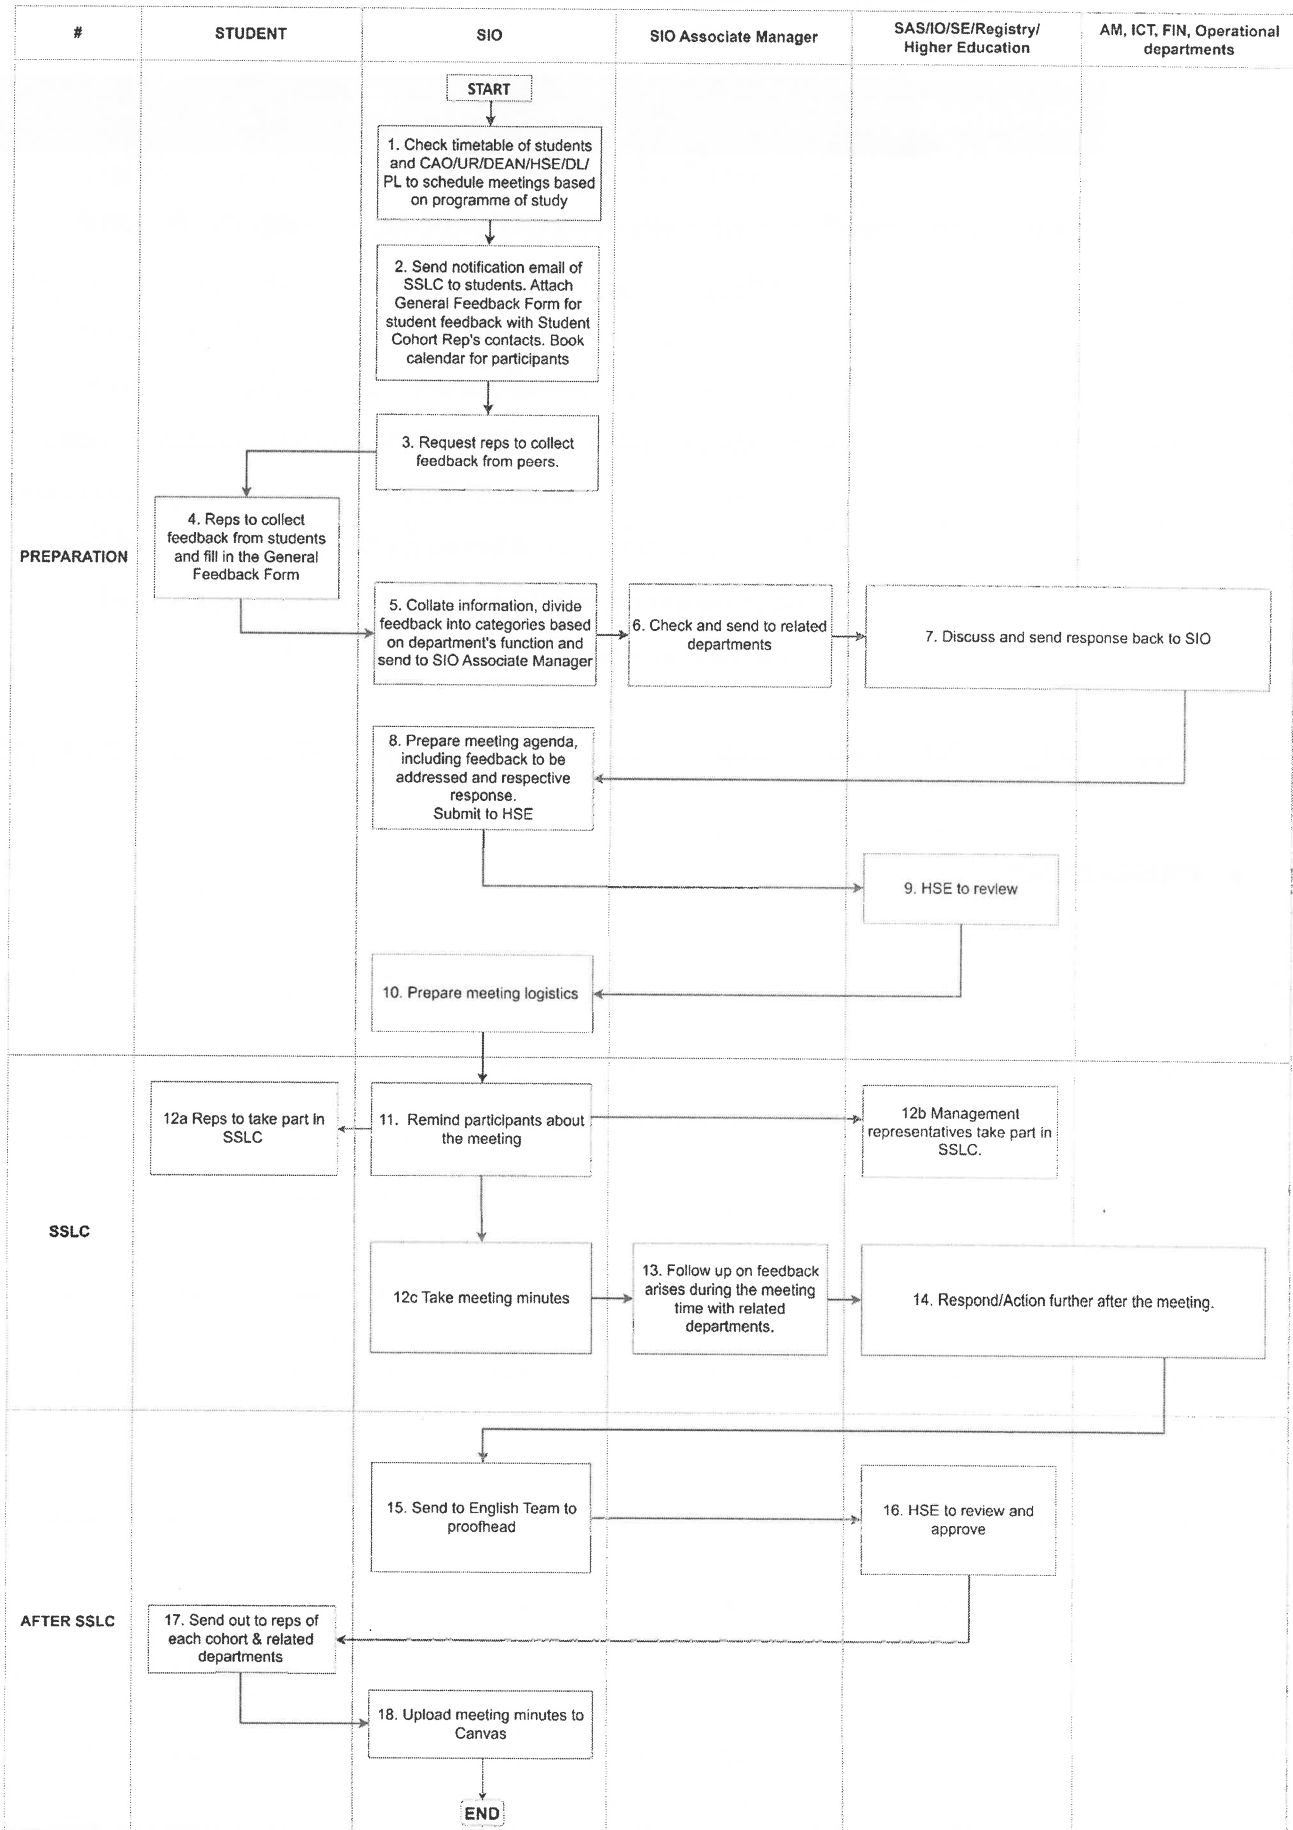 #
STUDENT
SIO
SIO Associate Manager
SAS/IO/SE/Registry/
Higher Education
AM, ICT, FIN, Operational
departments
START
1. Check timetable of students
and CAO/UR/DEAN/HSE/DL/
PL to schedule meetings based
on programme of study
2. Send notification email of
SSLC to students. Attach
General Feedback Form for
student feedback with Student
Cohort Rep's contacts. Book
calendar for participants
3. Request reps to collect
feedback from peers.
4. Reps to collect
feedback from students
and fill in the General
Feedback Form
PREPARATION
5. Collate information, divide
feedback into categories based
on department's function and
send to SIO Associate Manager
6. Check and send to related
departments
7. Discuss and send response back to SIO
8. Prepare meeting agenda,
including feedback to be
addressed and respective
response.
Submit to HSE
9. HSE to review
10. Prepare meeting logistics
12a Reps to take part in
SSLC
11. Remind participants about
the meeting
12b Management
representatives take part in
SSLC.
SSLC
12c Take meeting minutes
13. Follow up on feedback
arises during the meeting
time with related
departments.
14. Respond/Action further after the meeting.
15. Send to English Team to
proofhead
16. HSE to review and
approve
AFTER SSLC
17. Send out to reps of
each cohort & related
departments
18. Upload meeting minutes to
Canvas
END